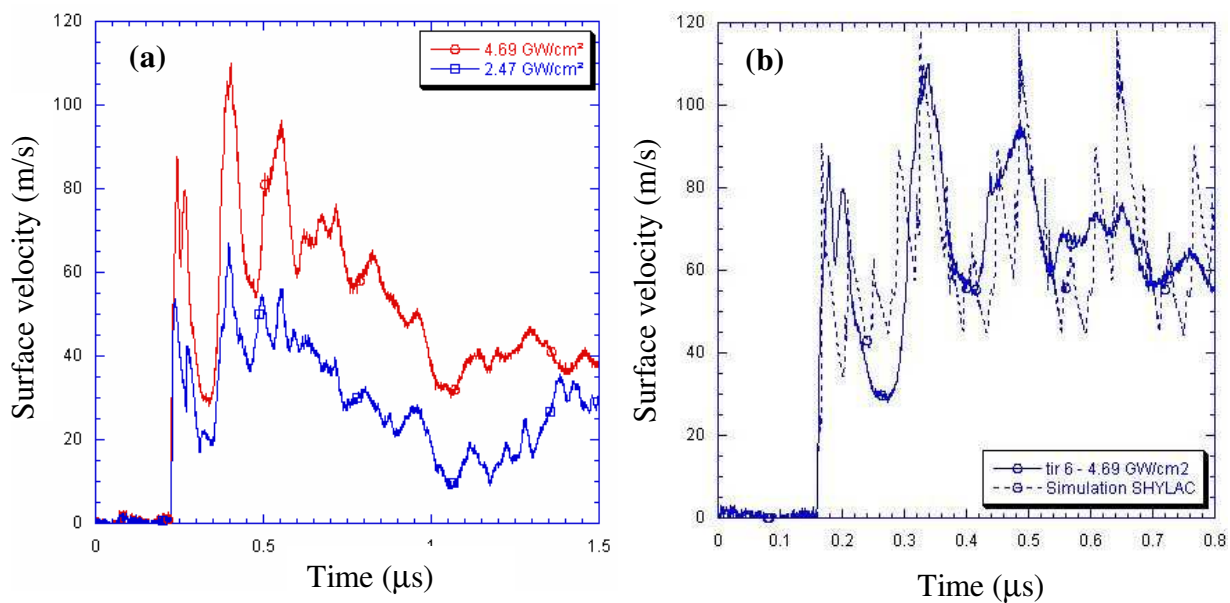 (a)
4.69 GW/cm²
2.47 GW/cm²
Surface velocity (m/s)
120
100
80
60
40
20
0
0
0.5
1
1.5
Time (μs)
(b)
tir 6 - 4.69 GW/cm2
Simulation SHYLAC
Surface velocity (m/s)
120
100
80
60
40
20
0
0
0.1
0.2
0.3
0.4
0.5
0.6
0.7
0.8
Time (μs)